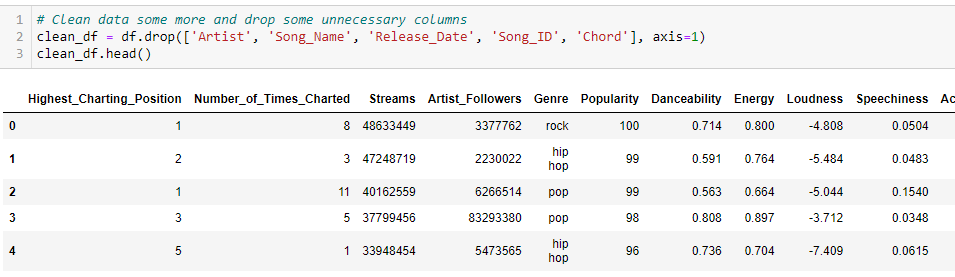 1 # Clean data some more and drop some unnecessary columns
2 clean_df = df.drop(['Artist', 'Song_Name', 'Release_Date', 'Song_ID', 'Chord'], axis=1)
3 clean_df.head()
Highest_Charting_Position Number_of_Times_Charted Streams Artist_Followers Genre Popularity Danceability Energy Loudness Speechiness Ac
0 1 8 48633449 3377762 rock 100 0.714 0.800 -4.808 0.0504
1 2 3 47248719 2230022 hip hop 99 0.591 0.764 -5.484 0.0483
2 1 11 40162559 6266514 pop 99 0.563 0.664 -5.044 0.1540
3 3 5 37799456 83293380 pop 98 0.808 0.897 -3.712 0.0348
4 5 1 33948454 5473565 hip hop 96 0.736 0.704 -7.409 0.0615